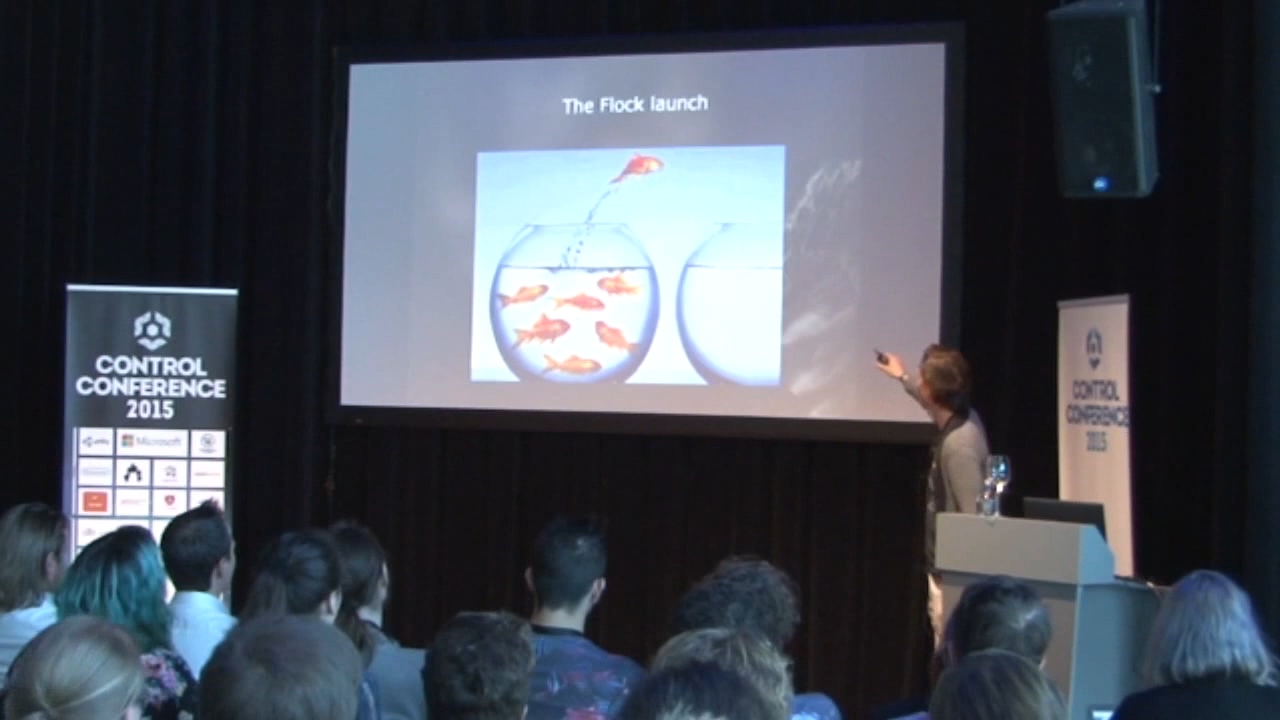 The Flock launch
CONTROL
CONFERENCE
2015
Microsoft
CONTROL
CONFERENCE
2015